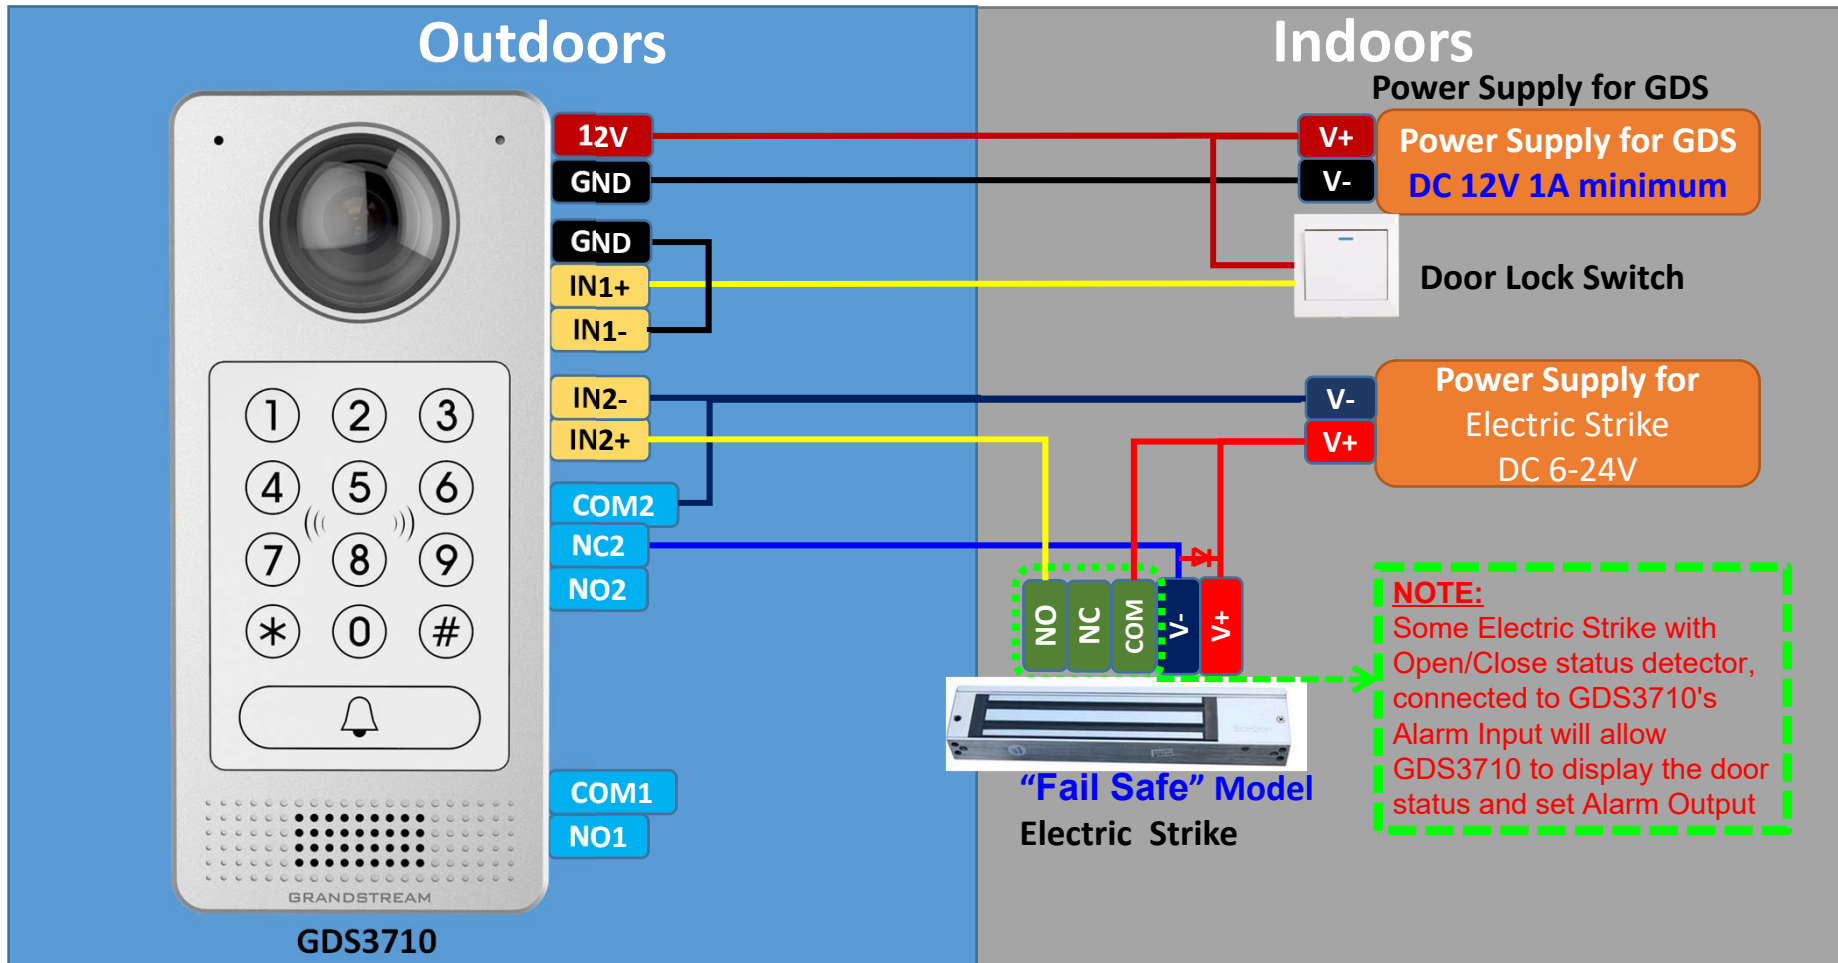 Outdoors
Indoors
Power Supply for GDS
12V
GND
GND
IN1+
IN1-
IN2-
IN2+
COM2
NC2
NO2
COM1
NO1
V+
V-
Power Supply for GDS
DC 12V 1A minimum
Door Lock Switch
V-
V+
Power Supply for
Electric Strike
DC 6-24V
1
2
3
4
5
6
7
8
9
*
0
#
GRANDSTREAM
GDS3710
NO
NC
COM
V-
V+
“Fail Safe” Model
Electric Strike
NOTE:
Some Electric Strike with
Open/Close status detector,
connected to GDS3710's
Alarm Input will allow
GDS3710 to display the door
status and set Alarm Output